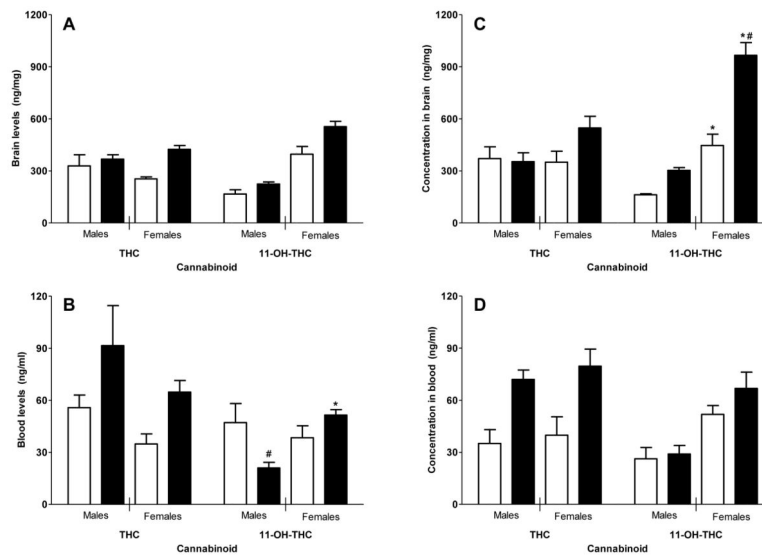 A
1200
900
600
300
0
Brain levels (ng/mg)
Males Females Males Females
THC 11-OH-THC
Cannabinoid
C
1200
900
600
300
0
Concentration in brain (ng/mg)
*
*#
Males Females Males Females
THC 11-OH-THC
Cannabinoid
B
120
90
60
30
0
Blood levels (ng/ml)
#
*
Males Females Males Females
THC 11-OH-THC
Cannabinoid
D
120
90
60
30
0
Concentration in blood (ng/ml)
Males Females Males Females
THC 11-OH-THC
Cannabinoid